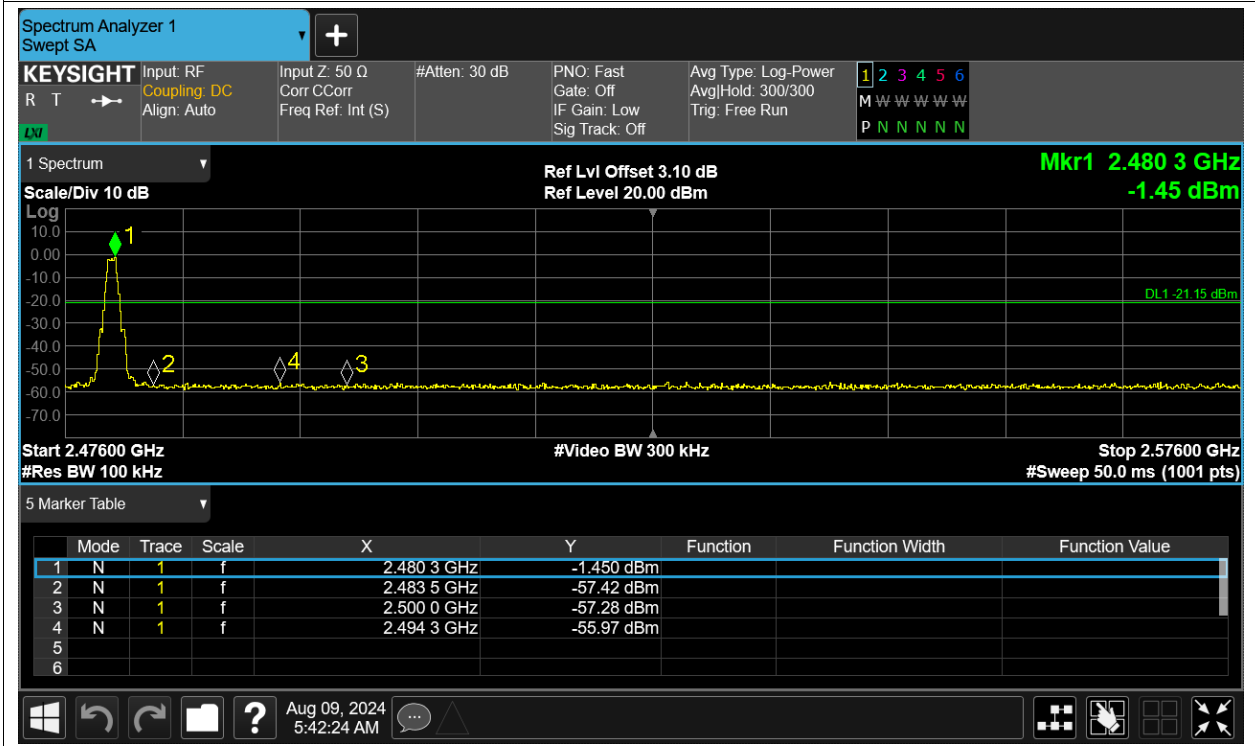 Spectrum Analyzer 1
Swept SA
KEYSIGHT Input: RF Input Z: 50 Ω #Atten: 30 dB PNO: Fast Avg Type: Log-Power 1 2 3 4 5 6
R T Coupling: DC Corr CCorr Gate: Off Avg|Hold: 300/300 M W W W W W
Align: Auto Freq Ref: Int (S) IF Gain: Low Trig: Free Run
LXI Sig Track: Off P N N N N N
1 Spectrum Ref Lvl Offset 3.10 dB Mkr1 2.480 3 GHz
Scale/Div 10 dB Ref Level 20.00 dBm -1.45 dBm
Log
10.0 1
0.00
-10.0
-20.0 DL1 -21.15 dBm
-30.0
-40.0
-50.0 2 4 3
-60.0
-70.0
Start 2.47600 GHz #Video BW 300 kHz Stop 2.57600 GHz
#Res BW 100 kHz #Sweep 50.0 ms (1001 pts)
5 Marker Table
Mode Trace Scale X Y Function Function Width Function Value
1 N 1 f 2.480 3 GHz -1.450 dBm
2 N 1 f 2.483 5 GHz -57.42 dBm
3 N 1 f 2.500 0 GHz -57.28 dBm
4 N 1 f 2.494 3 GHz -55.97 dBm
5
6
? Aug 09, 2024
5:42:24 AM